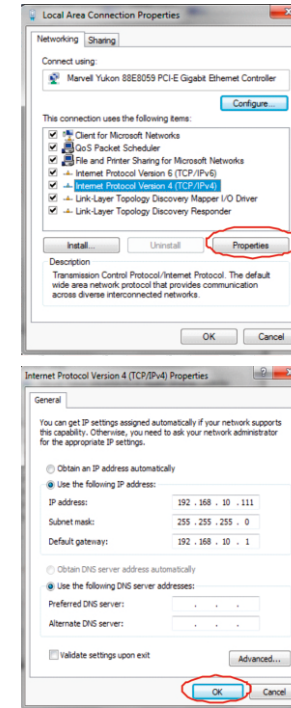 Local Area Connection Properties
Networking Sharing
Connect using:
Marvell Yukon 88E8059 PCI-E Gigabit Ethernet Controller
Configure...
This connection uses the following items:
Client for Microsoft Networks
QoS Packet Scheduler
File and Printer Sharing for Microsoft Networks
Internet Protocol Version 6 (TCP/IPv6)
Internet Protocol Version 4 (TCP/IPv4)
Link-Layer Topology Discovery Mapper I/O Driver
Link-Layer Topology Discovery Responder
Install... Uninstall Properties
Description
Transmission Control Protocol/Internet Protocol. The default
wide area network protocol that provides communication
across diverse interconnected networks.
OK Cancel
Internet Protocol Version 4 (TCP/IPv4) Properties
General
You can get IP settings assigned automatically if your network supports
this capability. Otherwise, you need to ask your network administrator
for the appropriate IP settings.
Obtain an IP address automatically
Use the following IP address:
IP address: 192 . 168 . 10 . 111
Subnet mask: 255 . 255 . 255 . 0
Default gateway: 192 . 168 . 10 . 1
Obtain DNS server address automatically
Use the following DNS server addresses:
Preferred DNS server: . . .
Alternate DNS server: . . .
Validate settings upon exit Advanced...
OK Cancel